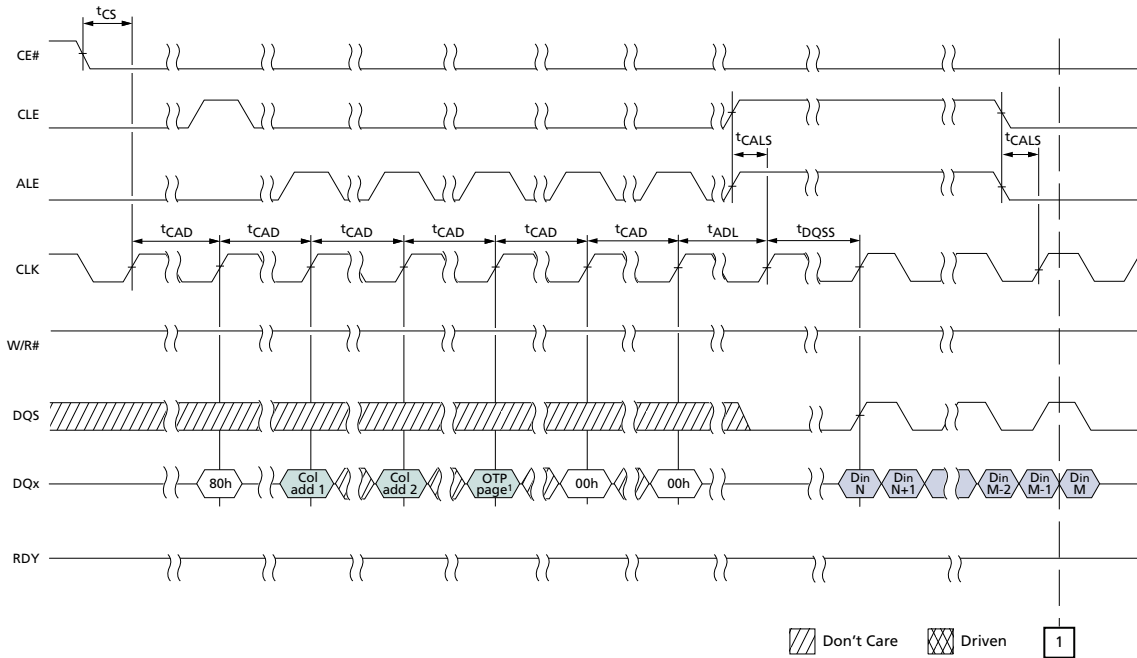 tCS
CE#
CLE
tCALS
tCALS
ALE
tCAD
tCAD
tCAD
tCAD
tCAD
tCAD
tADL
tDQSS
CLK
W/R#
DQS
DQx
80h
Col
add 1
Col
add 2
OTP
page1
00h
00h
Din
N
Din
N+1
Din
M-2
Din
M-1
Din
M
RDY
Don't Care
Driven
1